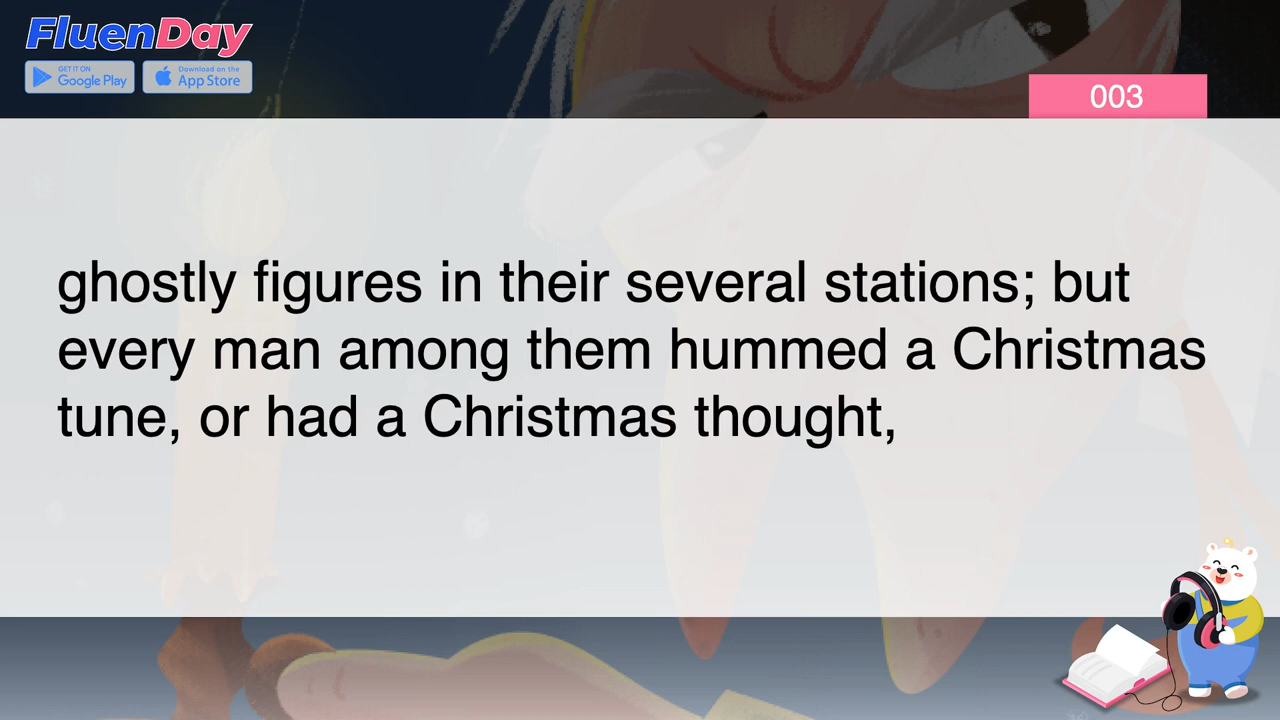 FluenDay
GET IT ON
Google Play
Download on the
App Store
003
ghostly figures in their several stations; but
every man among them hummed a Christmas
tune, or had a Christmas thought,